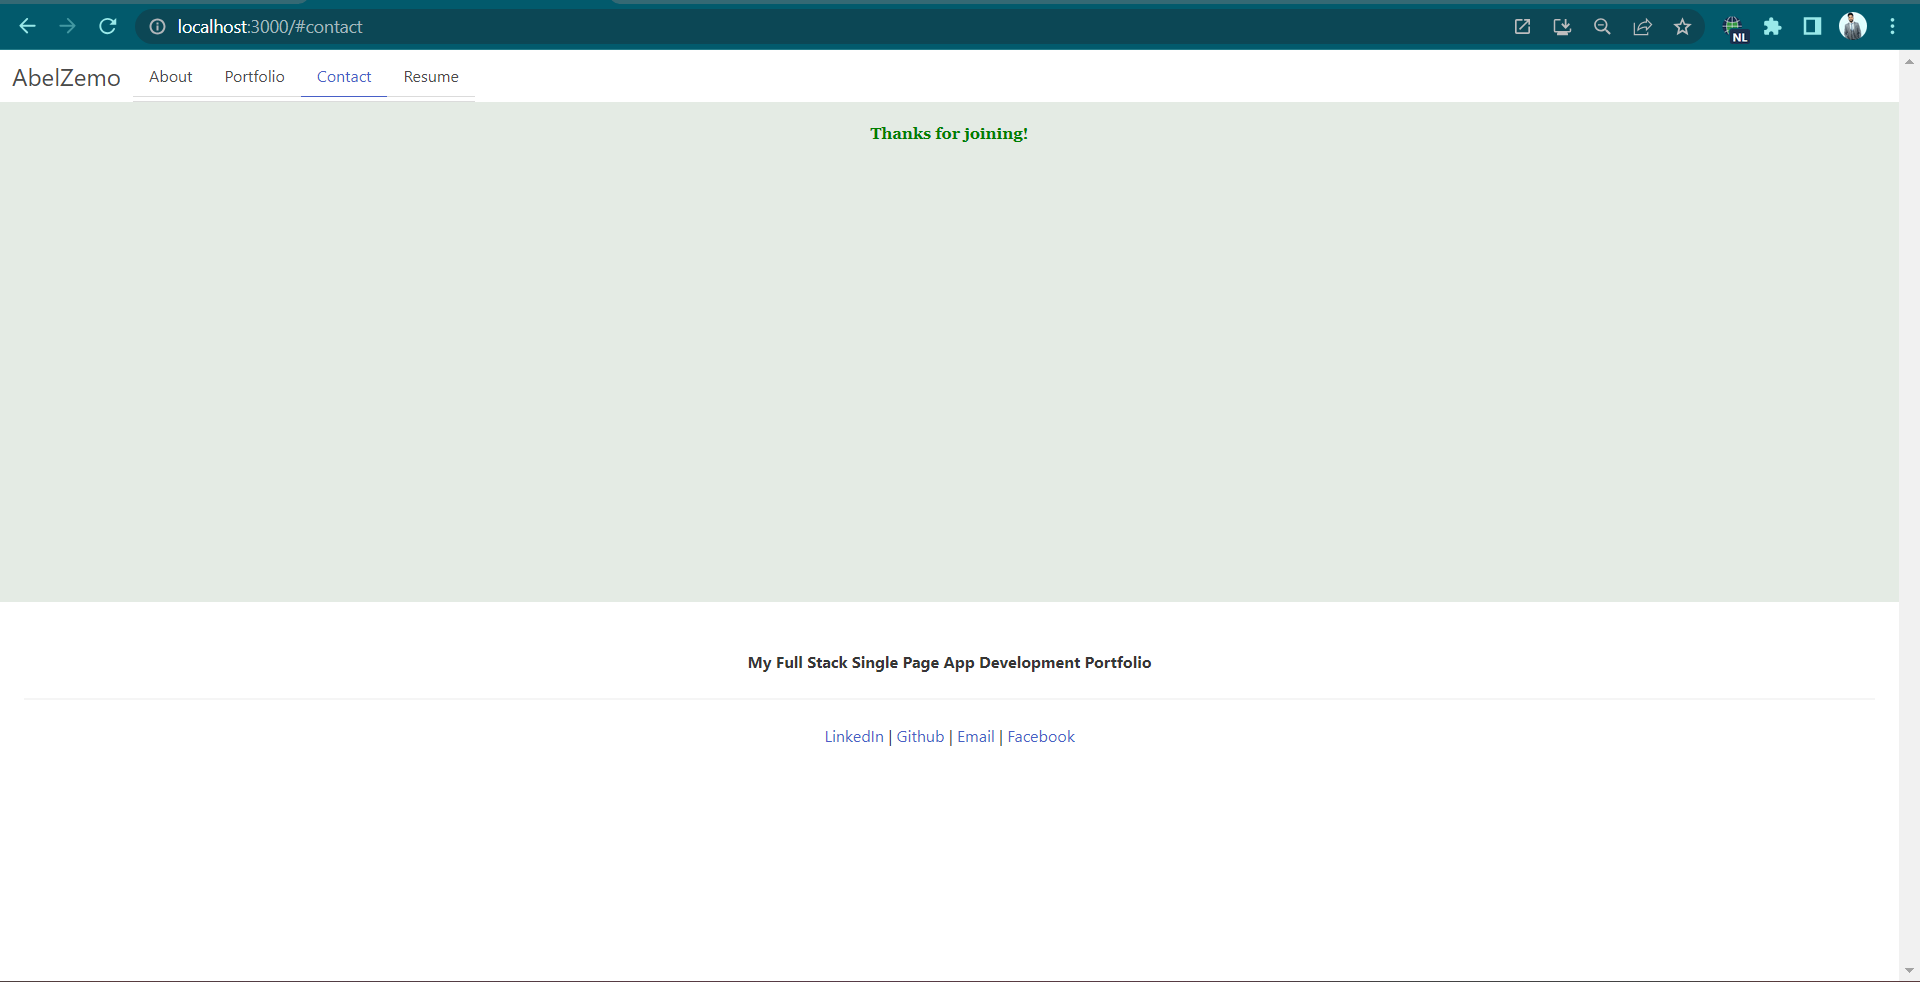 localhost:3000/#contact
NL
AbelZemo About Portfolio Contact Resume
Thanks for joining!
My Full Stack Single Page App Development Portfolio
LinkedIn | Github | Email | Facebook